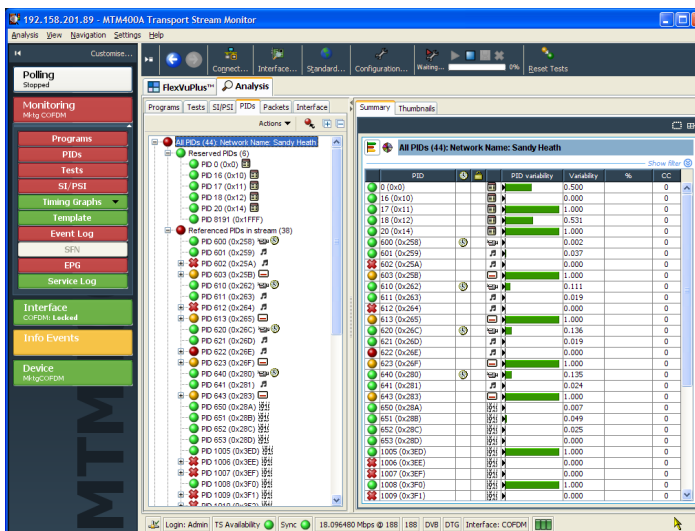 192.158.201.89 - MTM400A Transport Stream Monitor
Analysis View Navigation Settings Help
Customise...
Connect... Interface... Standard... Configuration... Waiting... 0% Reset Tests
Polling
Stopped
Monitoring
MHtg COFDM
Programs
PIDs
Tests
SI/PSI
Timing Graphs
Template
Event Log
SFN
EPG
Service Log
Interface
COFDM: Locked
Info Events
Device
MHtgCOFDM
MTM
FlexVuPlus™ Analysis
Programs Tests SI/PSI PIDs Packets Interface
Actions
All PIDs (44): Network Name: Sandy Heath
Reserved PIDs (6)
PID 0 (0x0)
PID 16 (0x10)
PID 17 (0x11)
PID 18 (0x12)
PID 20 (0x14)
PID 8191 (0x1FFF)
Referenced PIDs in stream (38)
PID 600 (0x258)
PID 601 (0x259)
PID 602 (0x25A)
PID 603 (0x25B)
PID 610 (0x262)
PID 611 (0x263)
PID 612 (0x264)
PID 613 (0x265)
PID 620 (0x26C)
PID 621 (0x26D)
PID 622 (0x26E)
PID 623 (0x26F)
PID 640 (0x280)
PID 641 (0x281)
PID 643 (0x283)
PID 650 (0x28A)
PID 651 (0x28B)
PID 652 (0x28C)
PID 653 (0x28D)
PID 1005 (0x3ED)
PID 1006 (0x3EE)
PID 1007 (0x3EF)
PID 1008 (0x3F0)
PID 1009 (0x3F1)
Summary Thumbnails
All PIDs (44): Network Name: Sandy Heath
Show filter
PID PID variability Variability % CC
0 (0x0) 0.500 0
16 (0x10) 0.000 0
17 (0x11) 1.000 0
18 (0x12) 0.531 0
20 (0x14) 1.000 0
600 (0x258) 0.002 0
601 (0x259) 0.037 0
602 (0x25A) 0.000 0
603 (0x25B) 1.000 0
610 (0x262) 0.111 0
611 (0x263) 0.019 0
612 (0x264) 0.000 0
613 (0x265) 1.000 0
620 (0x26C) 0.136 0
621 (0x26D) 0.019 0
622 (0x26E) 0.000 0
623 (0x26F) 1.000 0
640 (0x280) 0.135 0
641 (0x281) 0.024 0
643 (0x283) 1.000 0
650 (0x28A) 0.007 0
651 (0x28B) 0.049 0
652 (0x28C) 0.025 0
653 (0x28D) 0.000 0
1005 (0x3ED) 1.000 0
1006 (0x3EE) 0.000 0
1007 (0x3EF) 0.000 0
1008 (0x3F0) 1.000 0
1009 (0x3F1) 0.000 0
Login: Admin TS Availability Sync 18.096480 Mbps @ 188 188 DVB DTG Interface: COFDM